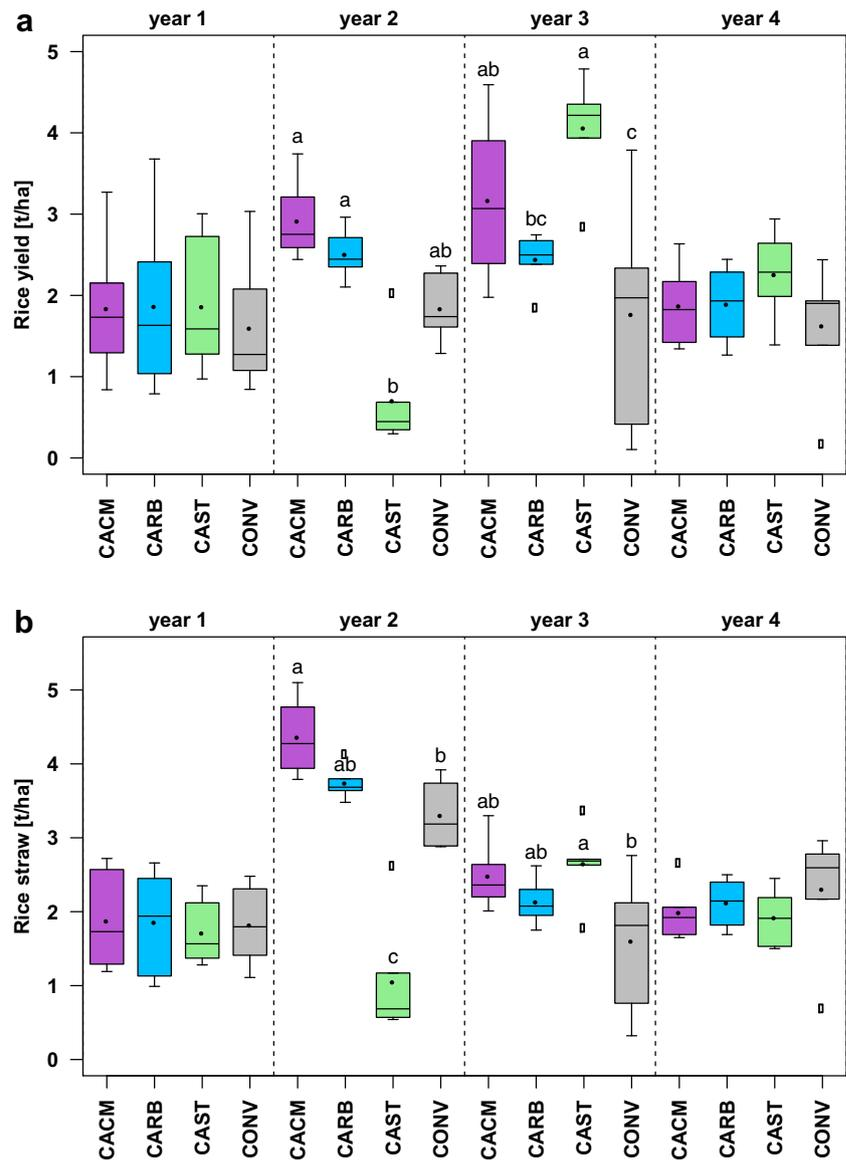 a
year 1 year 2 year 3 year 4
Rice yield [t/ha]
5
4
3
2
1
0
a
a
b
ab
ab
bc
a
c
CACM CARB CAST CONV CACM CARB CAST CONV CACM CARB CAST CONV CACM CARB CAST CONV
b
year 1 year 2 year 3 year 4
Rice straw [t/ha]
5
4
3
2
1
0
a
ab
c
b
ab
ab
a
b
CACM CARB CAST CONV CACM CARB CAST CONV CACM CARB CAST CONV CACM CARB CAST CONV